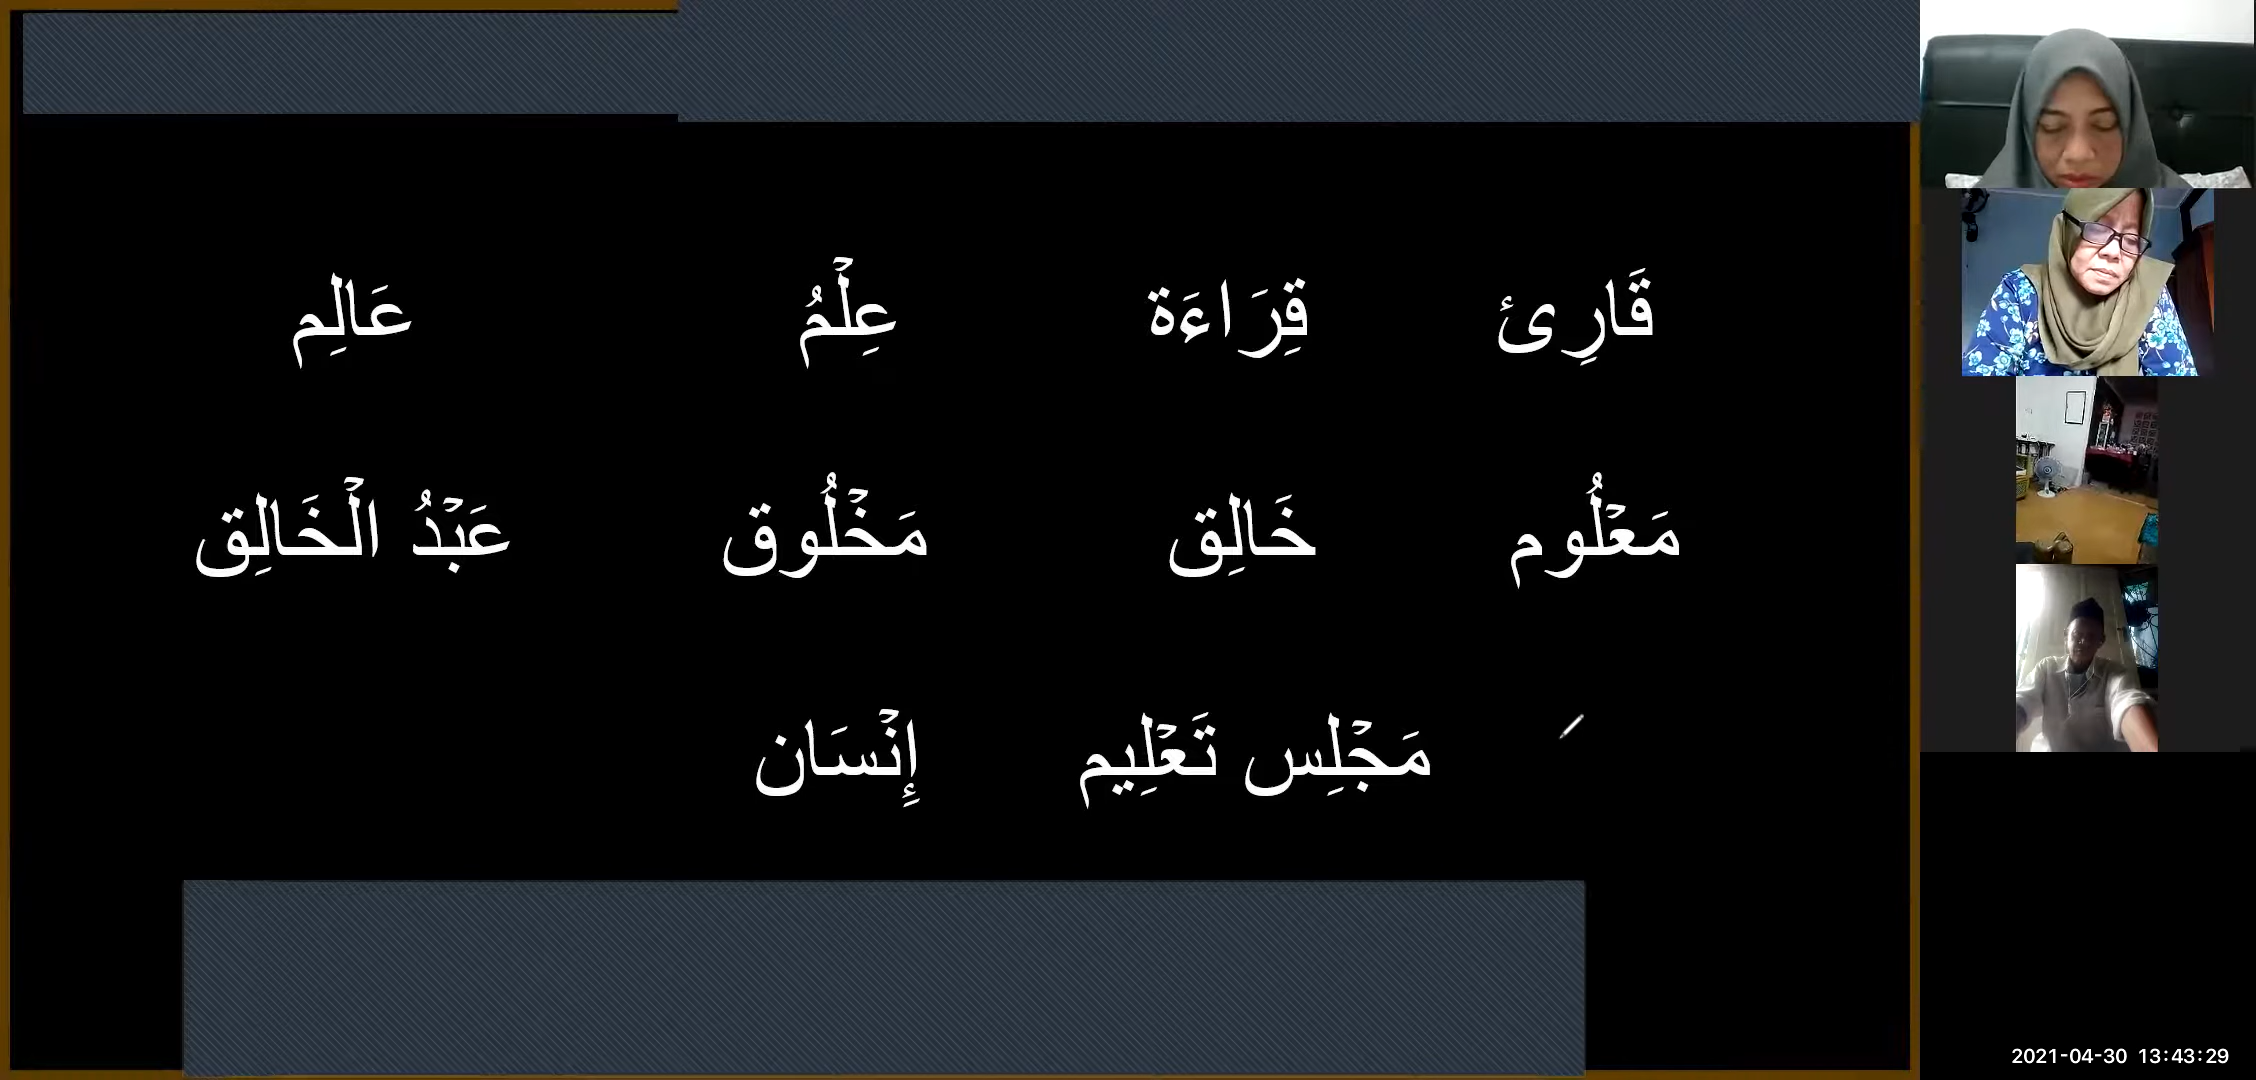 قَارِئ قِرَاءَة عِلْمُ عَالِم
مَعْلُوم خَالِق مَخْلُوق عَبْدُ الْخَالِق
مَجْلِس تَعْلِيم إِنْسَان
2021-04-30 13:43:29